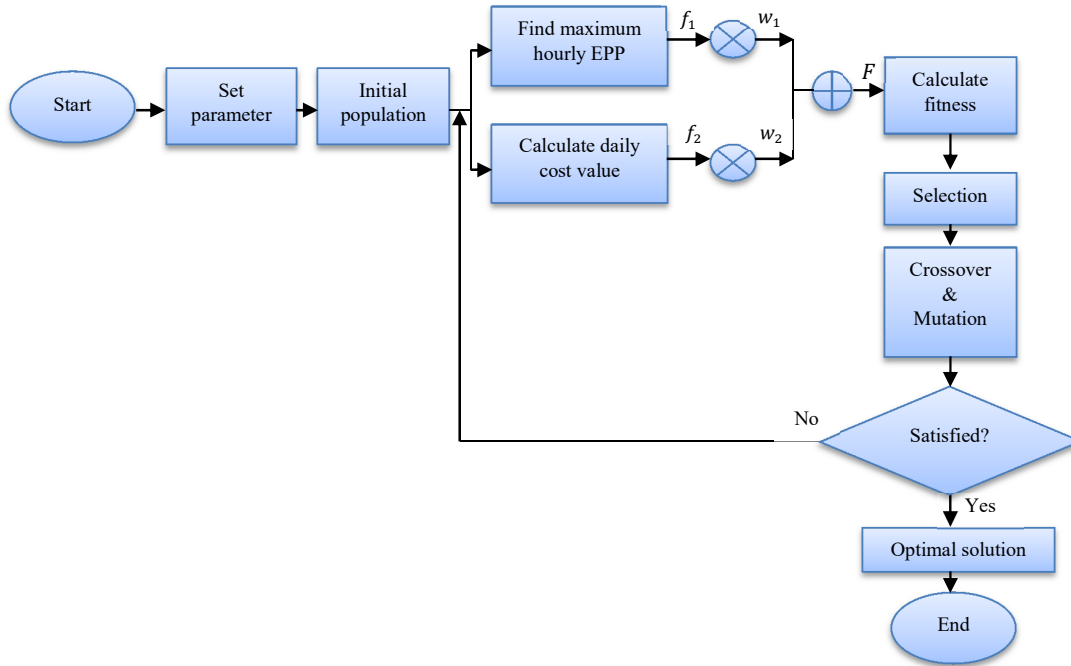 Start
Set
parameter
Initial
population
Find maximum
hourly EPP
f₁
w₁
Calculate daily
cost value
f₂
w₂
F
Calculate
fitness
Selection
Crossover
&
Mutation
Satisfied?
No
Yes
Optimal solution
End